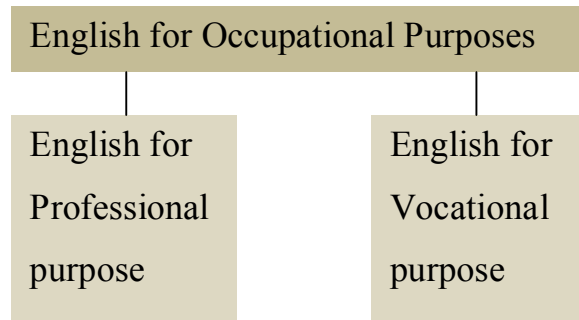 English for Occupational Purposes
English for
Professional
purpose
English for
Vocational
purpose